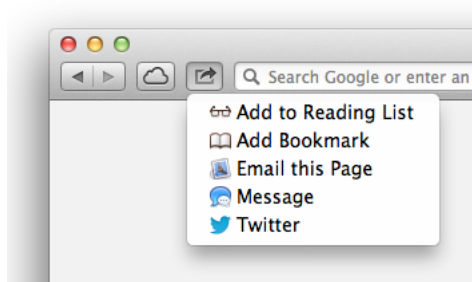 Search Google or enter an
Add to Reading List
Add Bookmark
Email this Page
Message
Twitter